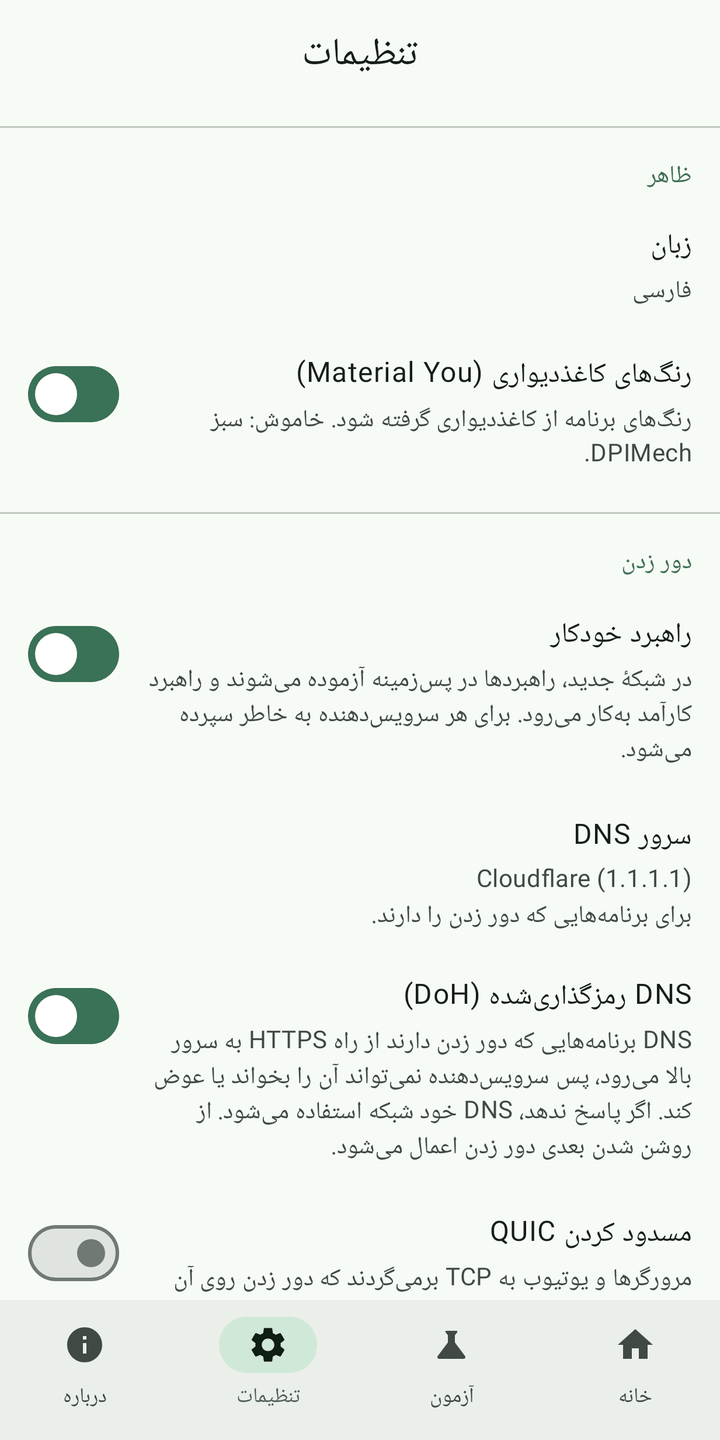 تنظیمات
ظاهر
زبان
فارسی
رنگ‌های کاغذدیواری (Material You)
رنگ‌های برنامه از کاغذدیواری گرفته شود. خاموش: سبز
DPIMech.
دور زدن
راهبرد خودکار
در شبکهٔ جدید، راهبردها در پس‌زمینه آزموده می‌شوند و راهبرد
کارآمد به‌کار می‌رود. برای هر سرویس‌دهنده به خاطر سپرده
می‌شود.
سرور DNS
Cloudflare (1.1.1.1)
برای برنامه‌هایی که دور زدن را دارند.
DNS رمزگذاری‌شده (DoH)
DNS برنامه‌هایی که دور زدن دارند از راه HTTPS به سرور
بالا می‌رود، پس سرویس‌دهنده نمی‌تواند آن را بخواند یا عوض
کند. اگر پاسخ ندهد، DNS خود شبکه استفاده می‌شود. از
روشن شدن بعدی دور زدن اعمال می‌شود.
مسدود کردن QUIC
مرورگرها و یوتیوب به TCP برمی‌گردند که دور زدن روی آن
خانه
آزمون
تنظیمات
درباره